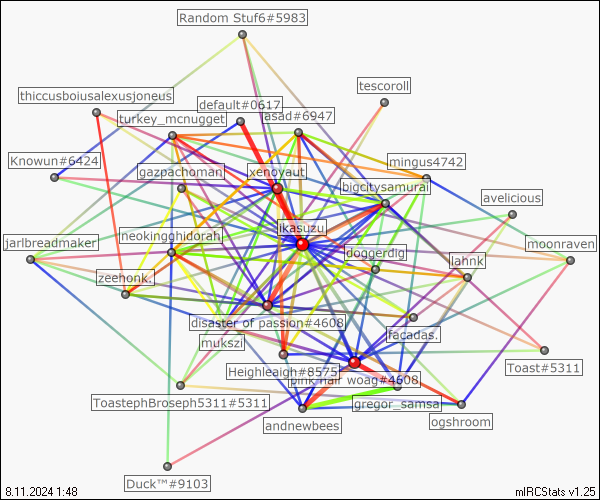 Random Stuf6#5983
tescoroll
thiccusboiusalexusjoneus
default#0617
turkey_mcnugget
asad#6947
Knowun#6424
gazpachoman
xenoyaut
mingus4742
bigcitysamurai
avelicious
ikasuzu
neokingghidorah
jarlbreadmaker
doggerdig
moonraven
lahnk
zeehonk.
disaster of passion#4608
facadas.
mukszi
Heighleigh#8575
Toast#5311
pink hair woag#4608
ToastephBroseph5311#5311
gregor_samsa
andnewbees
ogshroom
Duck™#9103
8.11.2024 1:48
mIRCStats v1.25